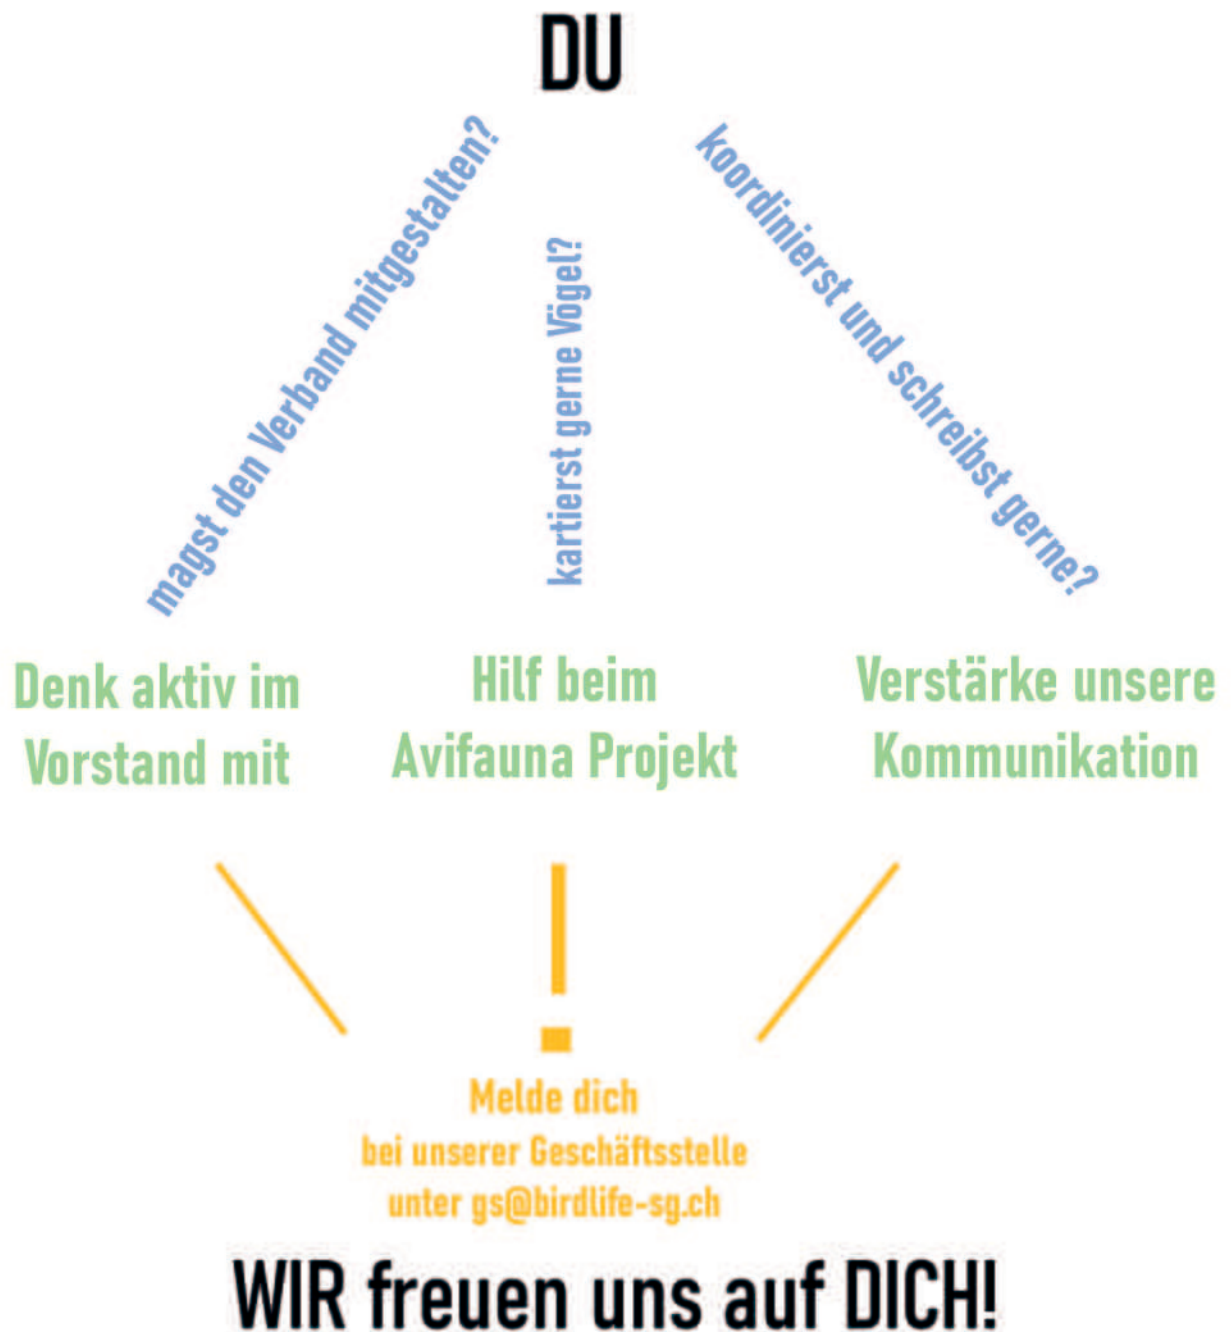 DU
magst den Verband mitgestalten?
kartierst gerne Vögel?
koordinierst und schreibst gerne?
Denk aktiv im
Vorstand mit
Hilf beim
Avifauna Projekt
Verstärke unsere
Kommunikation
Melde dich
bei unserer Geschäftsstelle
unter gs@birdlife-sg.ch
WIR freuen uns auf DICH!